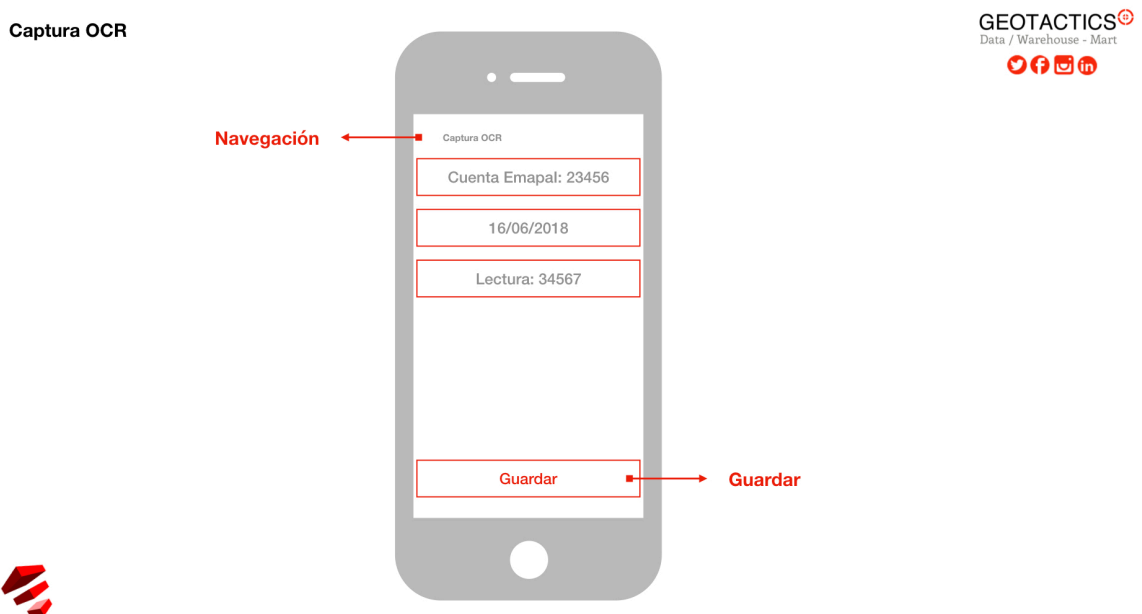 Captura OCR
GEOTACTICS
Data / Warehouse - Mart
Navegación
Captura OCR
Cuenta Emapal: 23456
16/06/2018
Lectura: 34567
Guardar
Guardar